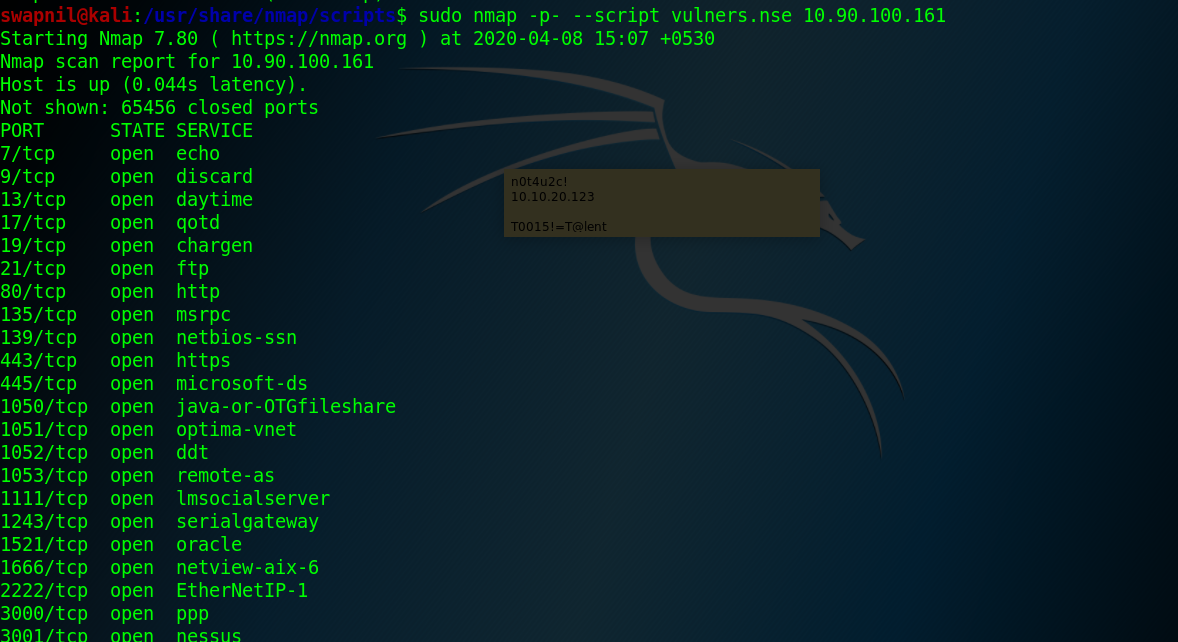 swapnil@kali:/usr/share/nmap/scripts$ sudo nmap -p- --script vulners.nse 10.90.100.161
Starting Nmap 7.80 ( https://nmap.org ) at 2020-04-08 15:07 +0530
Nmap scan report for 10.90.100.161
Host is up (0.044s latency).
Not shown: 65456 closed ports
PORT STATE SERVICE
7/tcp open echo
9/tcp open discard
n0t4u2c!
10.10.20.123
T0015!=T@lent
13/tcp open daytime
17/tcp open qotd
19/tcp open chargen
21/tcp open ftp
80/tcp open http
135/tcp open msrpc
139/tcp open netbios-ssn
443/tcp open https
445/tcp open microsoft-ds
1050/tcp open java-or-OTGfileshare
1051/tcp open optima-vnet
1052/tcp open ddt
1053/tcp open remote-as
1111/tcp open lmsocialserver
1243/tcp open serialgateway
1521/tcp open oracle
1666/tcp open netview-aix-6
2222/tcp open EtherNetIP-1
3000/tcp open ppp
3001/tcp open nessus